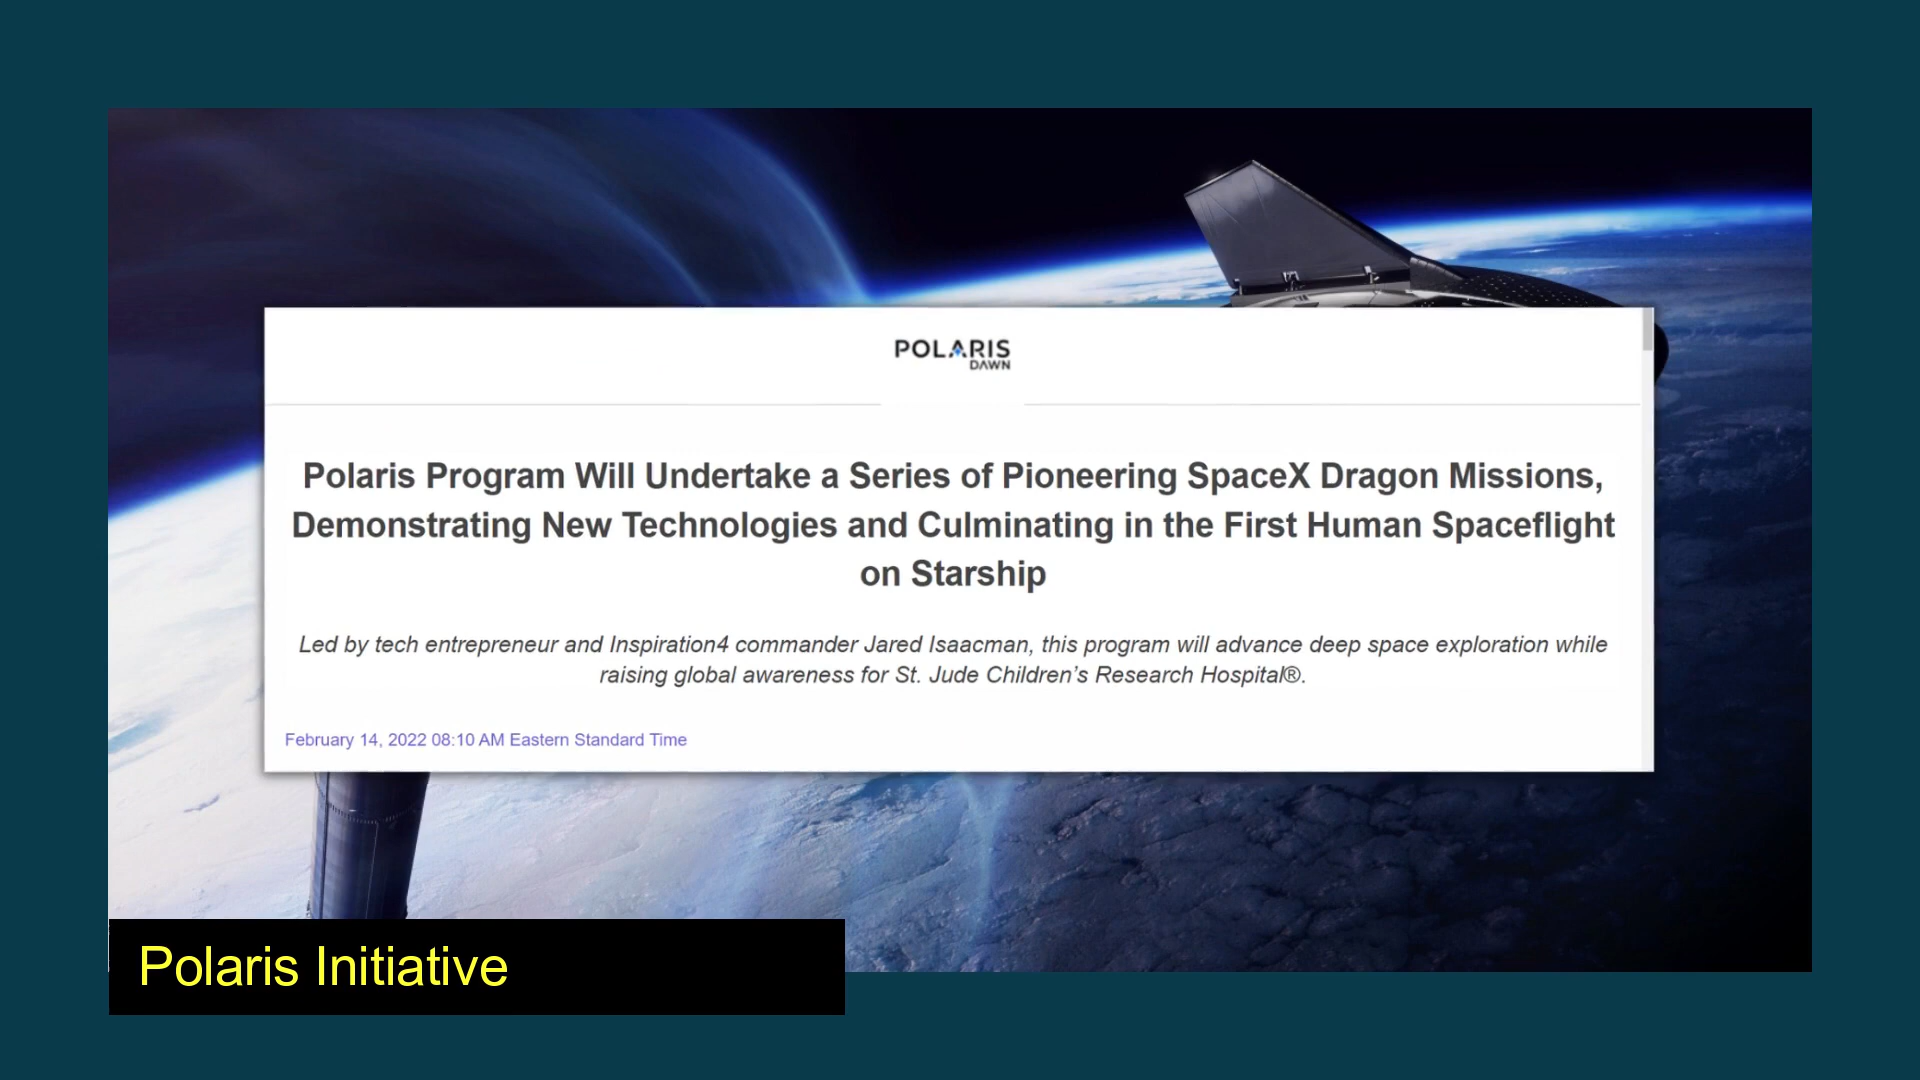 POLARIS
DAWN
Polaris Program Will Undertake a Series of Pioneering SpaceX Dragon Missions,
Demonstrating New Technologies and Culminating in the First Human Spaceflight
on Starship
Led by tech entrepreneur and Inspiration4 commander Jared Isaacman, this program will advance deep space exploration while
raising global awareness for St. Jude Children’s Research Hospital®.
February 14, 2022 08:10 AM Eastern Standard Time
Polaris Initiative